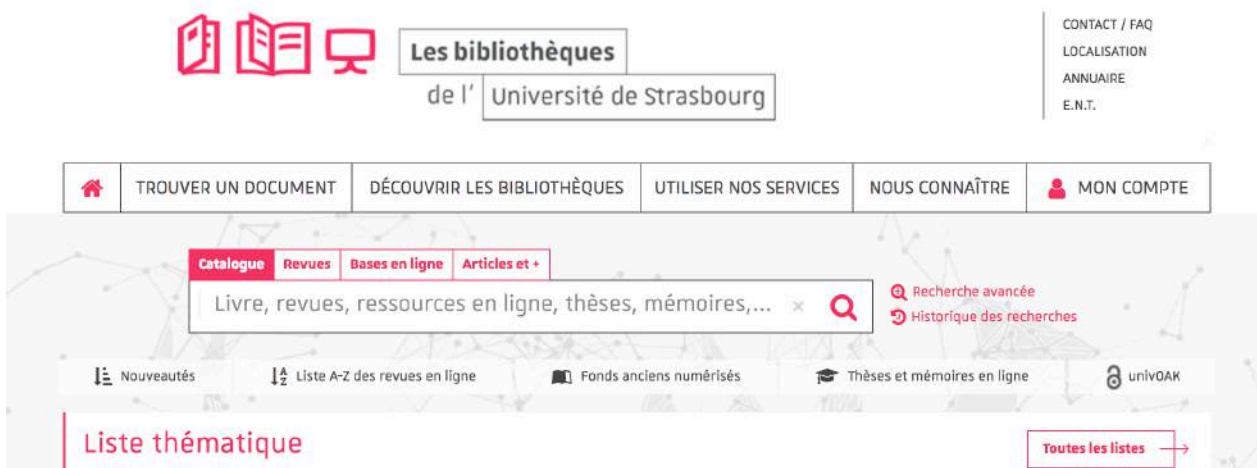 Les bibliothèques
de l' Université de Strasbourg
CONTACT / FAQ
LOCALISATION
ANNUAIRE
E.N.T.
TROUVER UN DOCUMENT DÉCOUVRIR LES BIBLIOTHÈQUES UTILISER NOS SERVICES NOUS CONNAÎTRE MON COMPTE
Catalogue Revues Bases en ligne Articles et +
Livre, revues, ressources en ligne, thèses, mémoires,... ×
Recherche avancée
Historique des recherches
Nouveautés Liste A-Z des revues en ligne Fonds anciens numérisés Thèses et mémoires en ligne univOAK
Liste thématique Toutes les listes